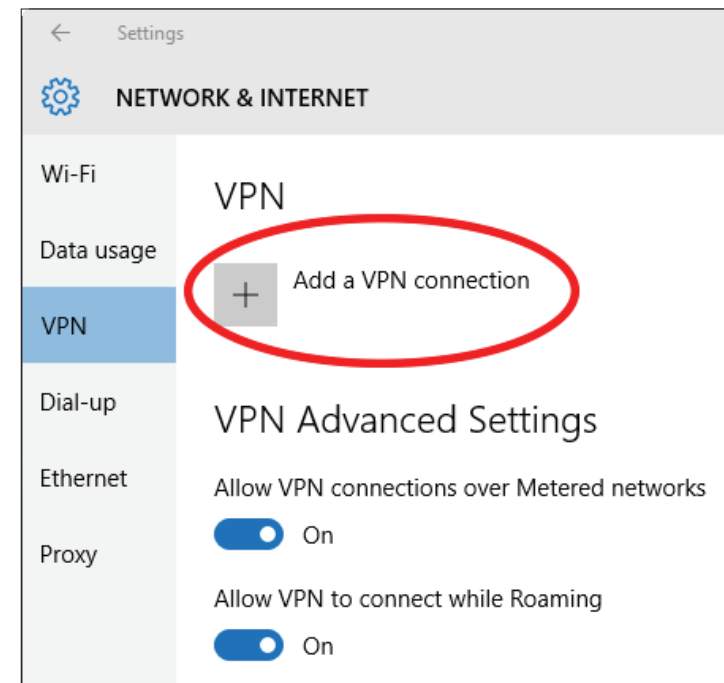 Settings
NETWORK & INTERNET
Wi-Fi
Data usage
VPN
Dial-up
Ethernet
Proxy
VPN
Add a VPN connection
VPN Advanced Settings
Allow VPN connections over Metered networks
On
Allow VPN to connect while Roaming
On